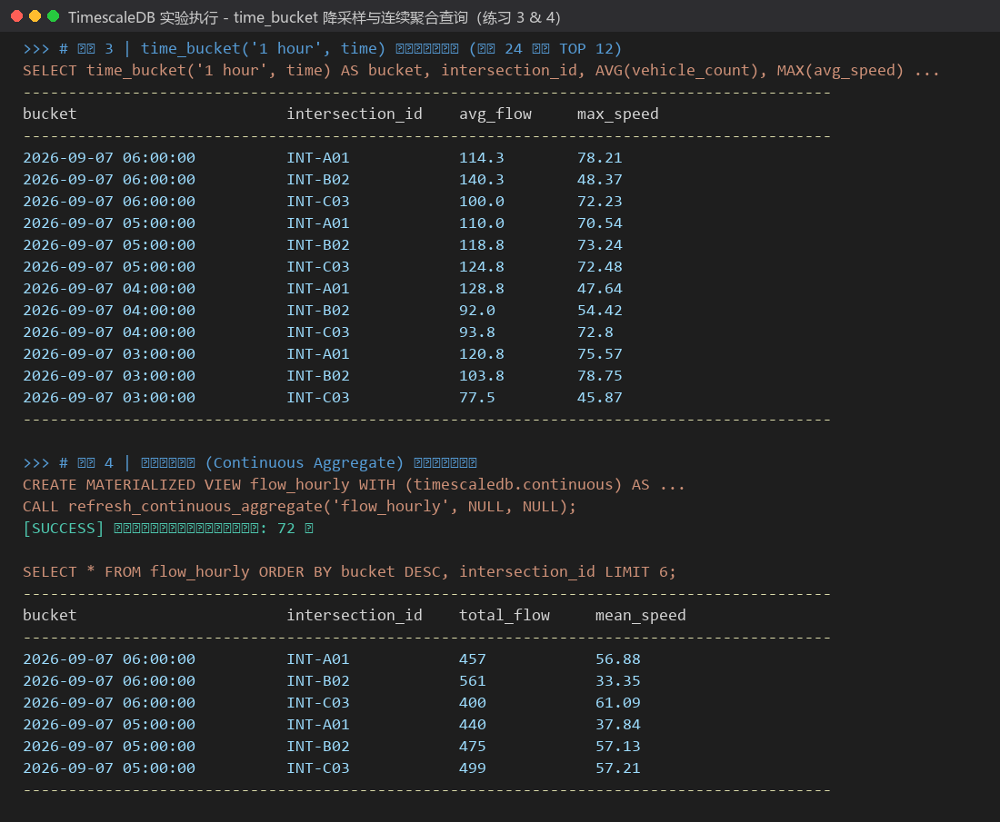 TimescaleDB 实验执行 - time_bucket 降采样与连续聚合查询（练习 3 & 4）
>>> # 3 | time_bucket('1 hour', time) ( 24 TOP 12)
SELECT time_bucket('1 hour', time) AS bucket, intersection_id, AVG(vehicle_count), MAX(avg_speed) ...
-----------------------------------------------------------------------------------------
bucket intersection_id avg_flow max_speed
-----------------------------------------------------------------------------------------
2026-09-07 06:00:00 INT-A01 114.3 78.21
2026-09-07 06:00:00 INT-B02 140.3 48.37
2026-09-07 06:00:00 INT-C03 100.0 72.23
2026-09-07 05:00:00 INT-A01 110.0 70.54
2026-09-07 05:00:00 INT-B02 118.8 73.24
2026-09-07 05:00:00 INT-C03 124.8 72.48
2026-09-07 04:00:00 INT-A01 128.8 47.64
2026-09-07 04:00:00 INT-B02 92.0 54.42
2026-09-07 04:00:00 INT-C03 93.8 72.8
2026-09-07 03:00:00 INT-A01 120.8 75.57
2026-09-07 03:00:00 INT-B02 103.8 78.75
2026-09-07 03:00:00 INT-C03 77.5 45.87
-----------------------------------------------------------------------------------------
>>> # 4 | (Continuous Aggregate)
CREATE MATERIALIZED VIEW flow_hourly WITH (timescaledb.continuous) AS ...
CALL refresh_continuous_aggregate('flow_hourly', NULL, NULL);
[SUCCESS] : 72
SELECT * FROM flow_hourly ORDER BY bucket DESC, intersection_id LIMIT 6;
-----------------------------------------------------------------------------------------
bucket intersection_id total_flow mean_speed
-----------------------------------------------------------------------------------------
2026-09-07 06:00:00 INT-A01 457 56.88
2026-09-07 06:00:00 INT-B02 561 33.35
2026-09-07 06:00:00 INT-C03 400 61.09
2026-09-07 05:00:00 INT-A01 440 37.84
2026-09-07 05:00:00 INT-B02 475 57.13
2026-09-07 05:00:00 INT-C03 499 57.21
-----------------------------------------------------------------------------------------